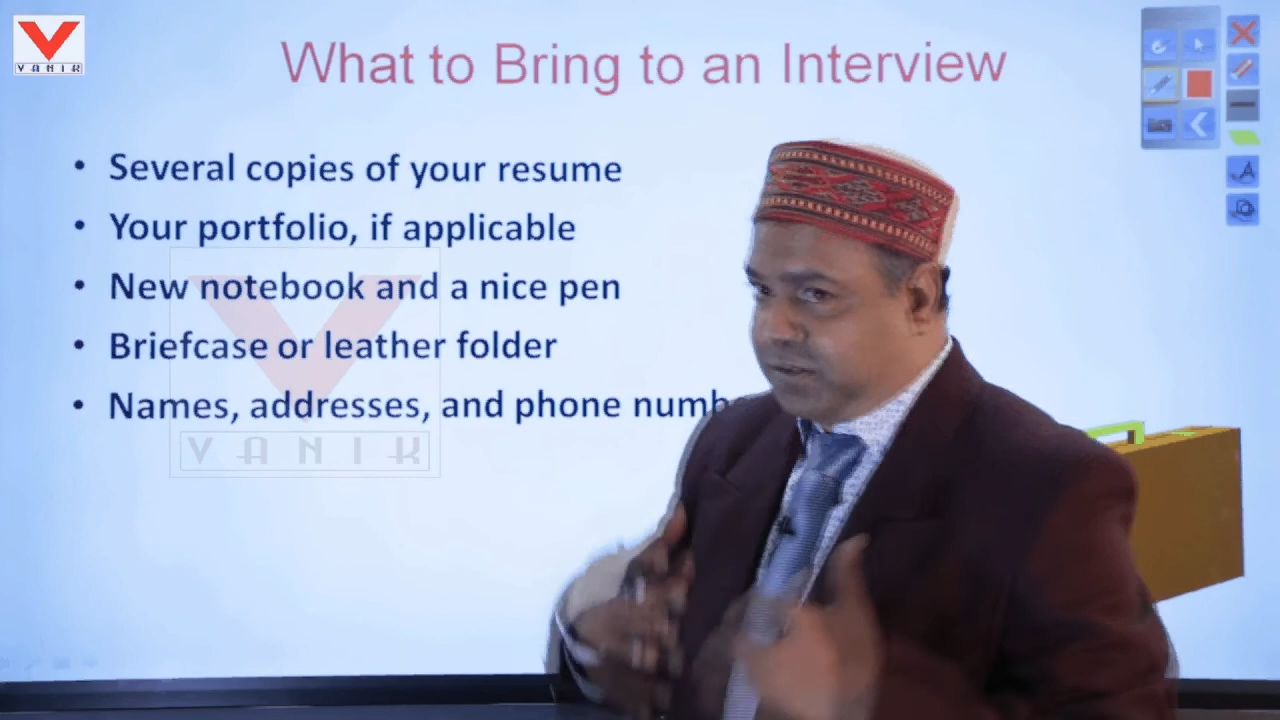 VANIK
What to Bring to an Interview
• Several copies of your resume
• Your portfolio, if applicable
• New notebook and a nice pen
• Briefcase or leather folder
• Names, addresses, and phone
VANIK